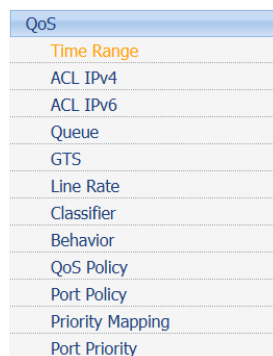 QoS
Time Range
ACL IPv4
ACL IPv6
Queue
GTS
Line Rate
Classifier
Behavior
QoS Policy
Port Policy
Priority Mapping
Port Priority